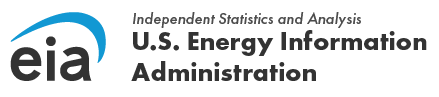 eia
Independent Statistics and Analysis
U.S. Energy Information
Administration